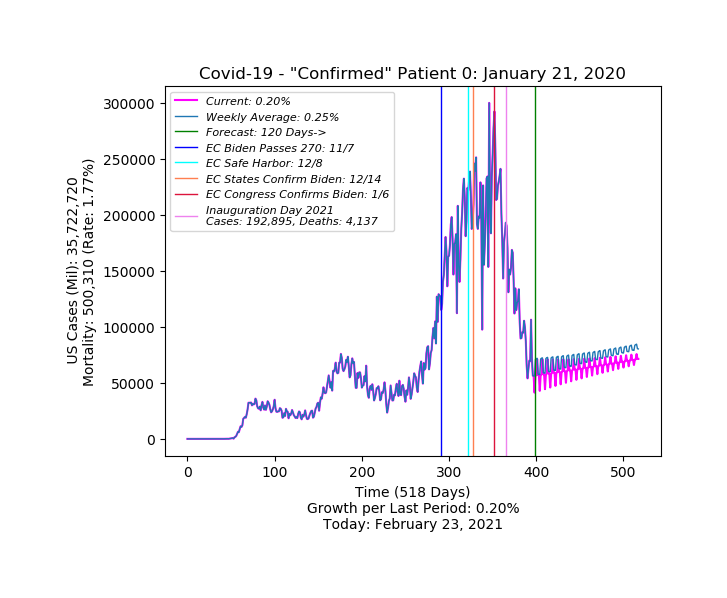 Covid-19 - "Confirmed" Patient 0: January 21, 2020
Current: 0.20%
Weekly Average: 0.25%
Forecast: 120 Days->
EC Biden Passes 270: 11/7
EC Safe Harbor: 12/8
EC States Confirm Biden: 12/14
EC Congress Confirms Biden: 1/6
Inauguration Day 2021
Cases: 192,895, Deaths: 4,137
US Cases (Mil): 35,722,720
Mortality: 500,310 (Rate: 1.77%)
300000
250000
200000
150000
100000
50000
0
0 100 200 300 400 500
Time (518 Days)
Growth per Last Period: 0.20%
Today: February 23, 2021